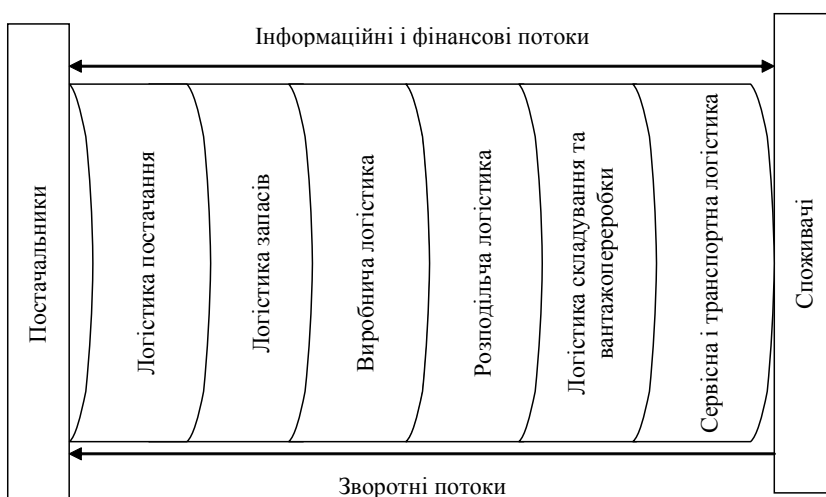 Інформаційні і фінансові потоки
Постачальники
Логістика постачання
Логістика запасів
Виробнича логістика
Розподільча логістика
Логістика складування та
вантажопереробки
Сервісна і транспортна логістика
Споживачі
Зворотні потоки